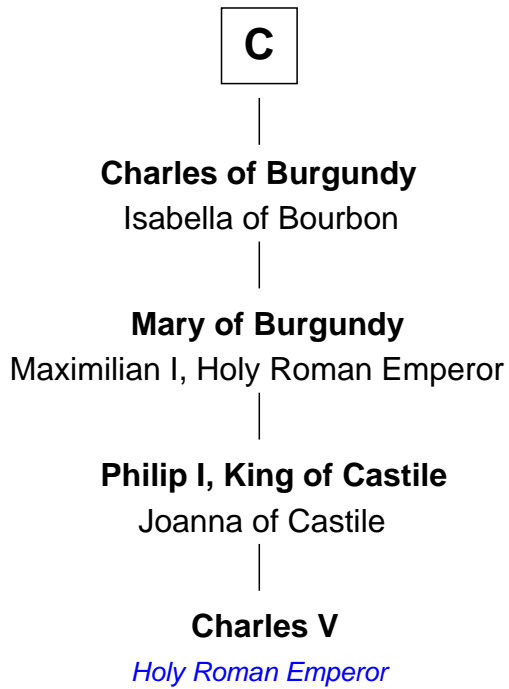 C
Charles of Burgundy
Isabella of Bourbon
Mary of Burgundy
Maximilian I, Holy Roman Emperor
Philip I, King of Castile
Joanna of Castile
Charles V
Holy Roman Emperor